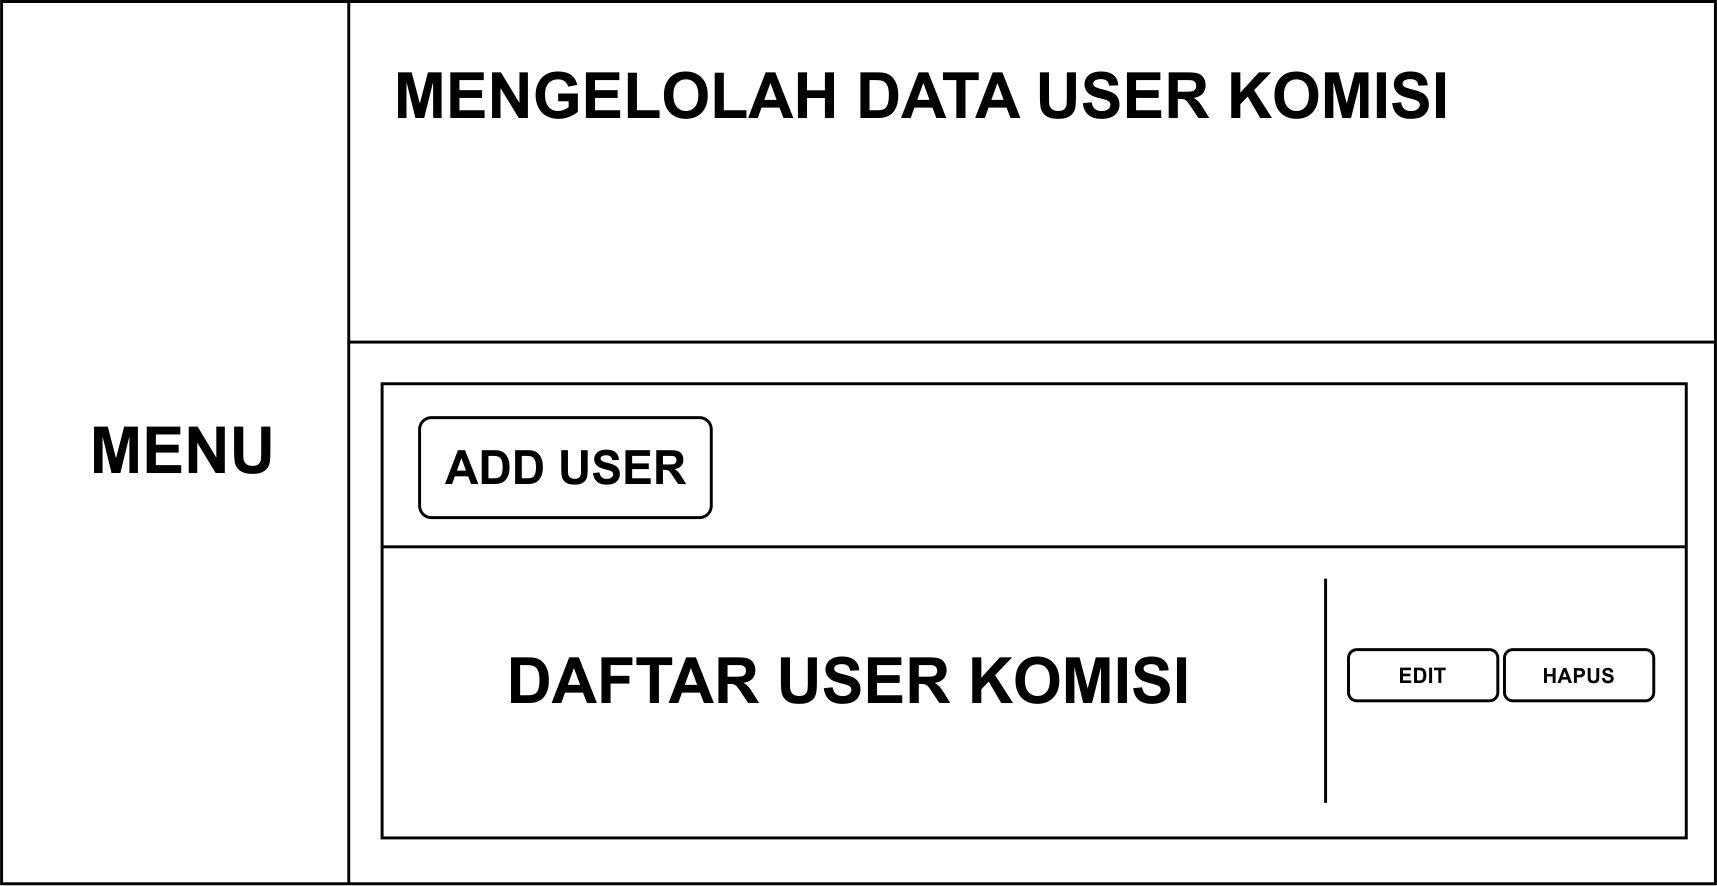 MENGELOLAH DATA USER KOMISI
MENU
ADD USER
DAFTAR USER KOMISI
EDIT
HAPUS